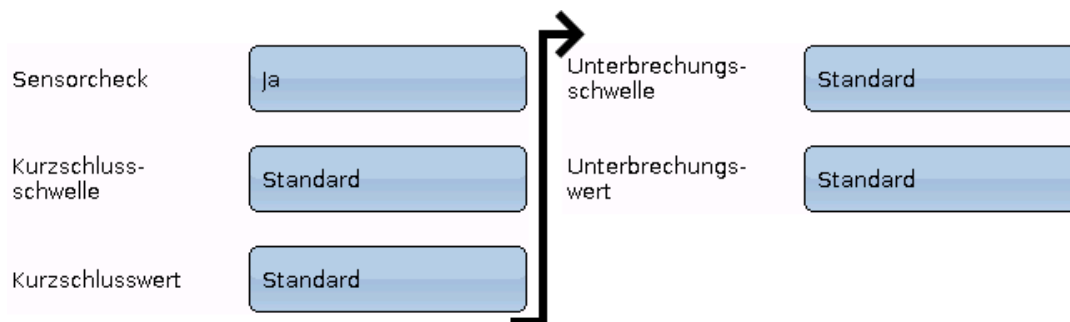 Sensorcheck
Ja
Kurzschluss-
schwelle
Standard
Kurzschlusswert
Standard
Unterbrechungs-
schwelle
Standard
Unterbrechungs-
wert
Standard